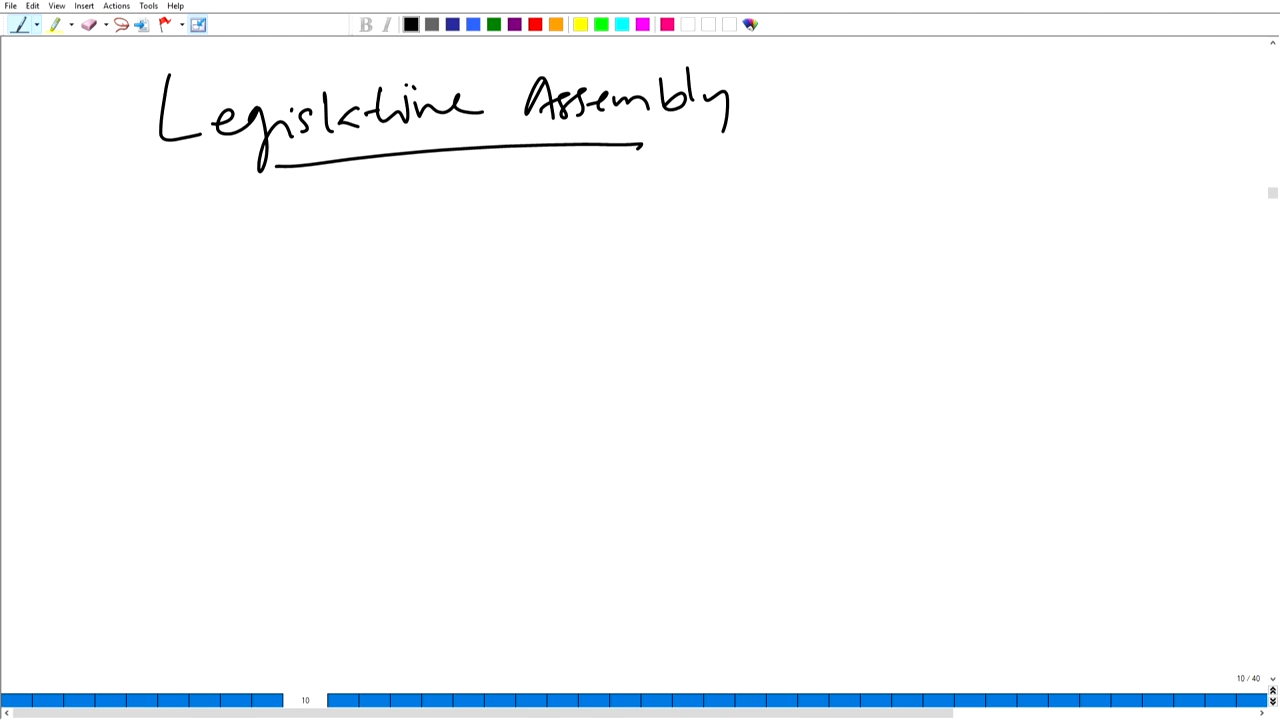 File Edit View Insert Actions Tools Help
B I
Legislative Assembly
10 / 40
10